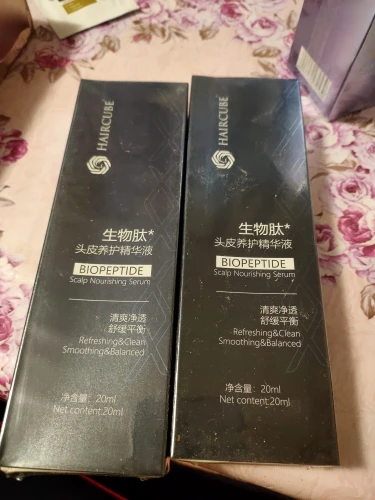 HAIRCUBE
生物肽*
头皮养护精华液
BIOPEPTIDE
Scalp Nourishing Serum
清爽净透
舒缓平衡
Refreshing&Clean
Smoothing&Balanced
净含量: 20ml
Net content:20ml
HAIRCUBE
生物肽*
头皮养护精华液
BIOPEPTIDE
Scalp Nourishing Serum
清爽净透
舒缓平衡
Refreshing&Clean
Smoothing&Balanced
净含量: 20ml
Net content:20ml